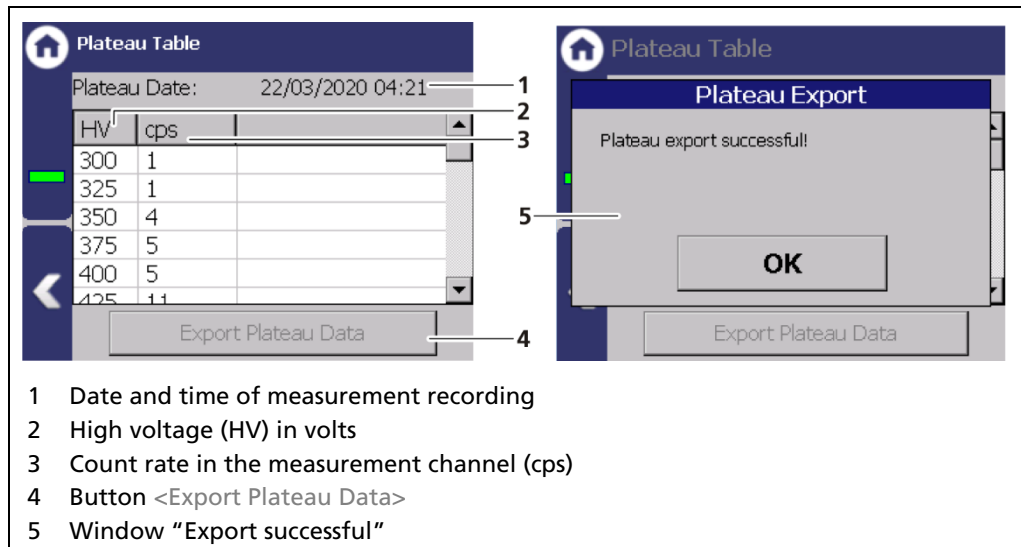 Plateau Table
Plateau Date: 22/03/2020 04:21
HV cps
300 1
325 1
350 4
375 5
400 5
425 11
Export Plateau Data
1
2
3
4
Plateau Table
Plateau Export
Plateau export successful!
OK
Export Plateau Data
5
1 Date and time of measurement recording
2 High voltage (HV) in volts
3 Count rate in the measurement channel (cps)
4 Button <Export Plateau Data>
5 Window “Export successful”